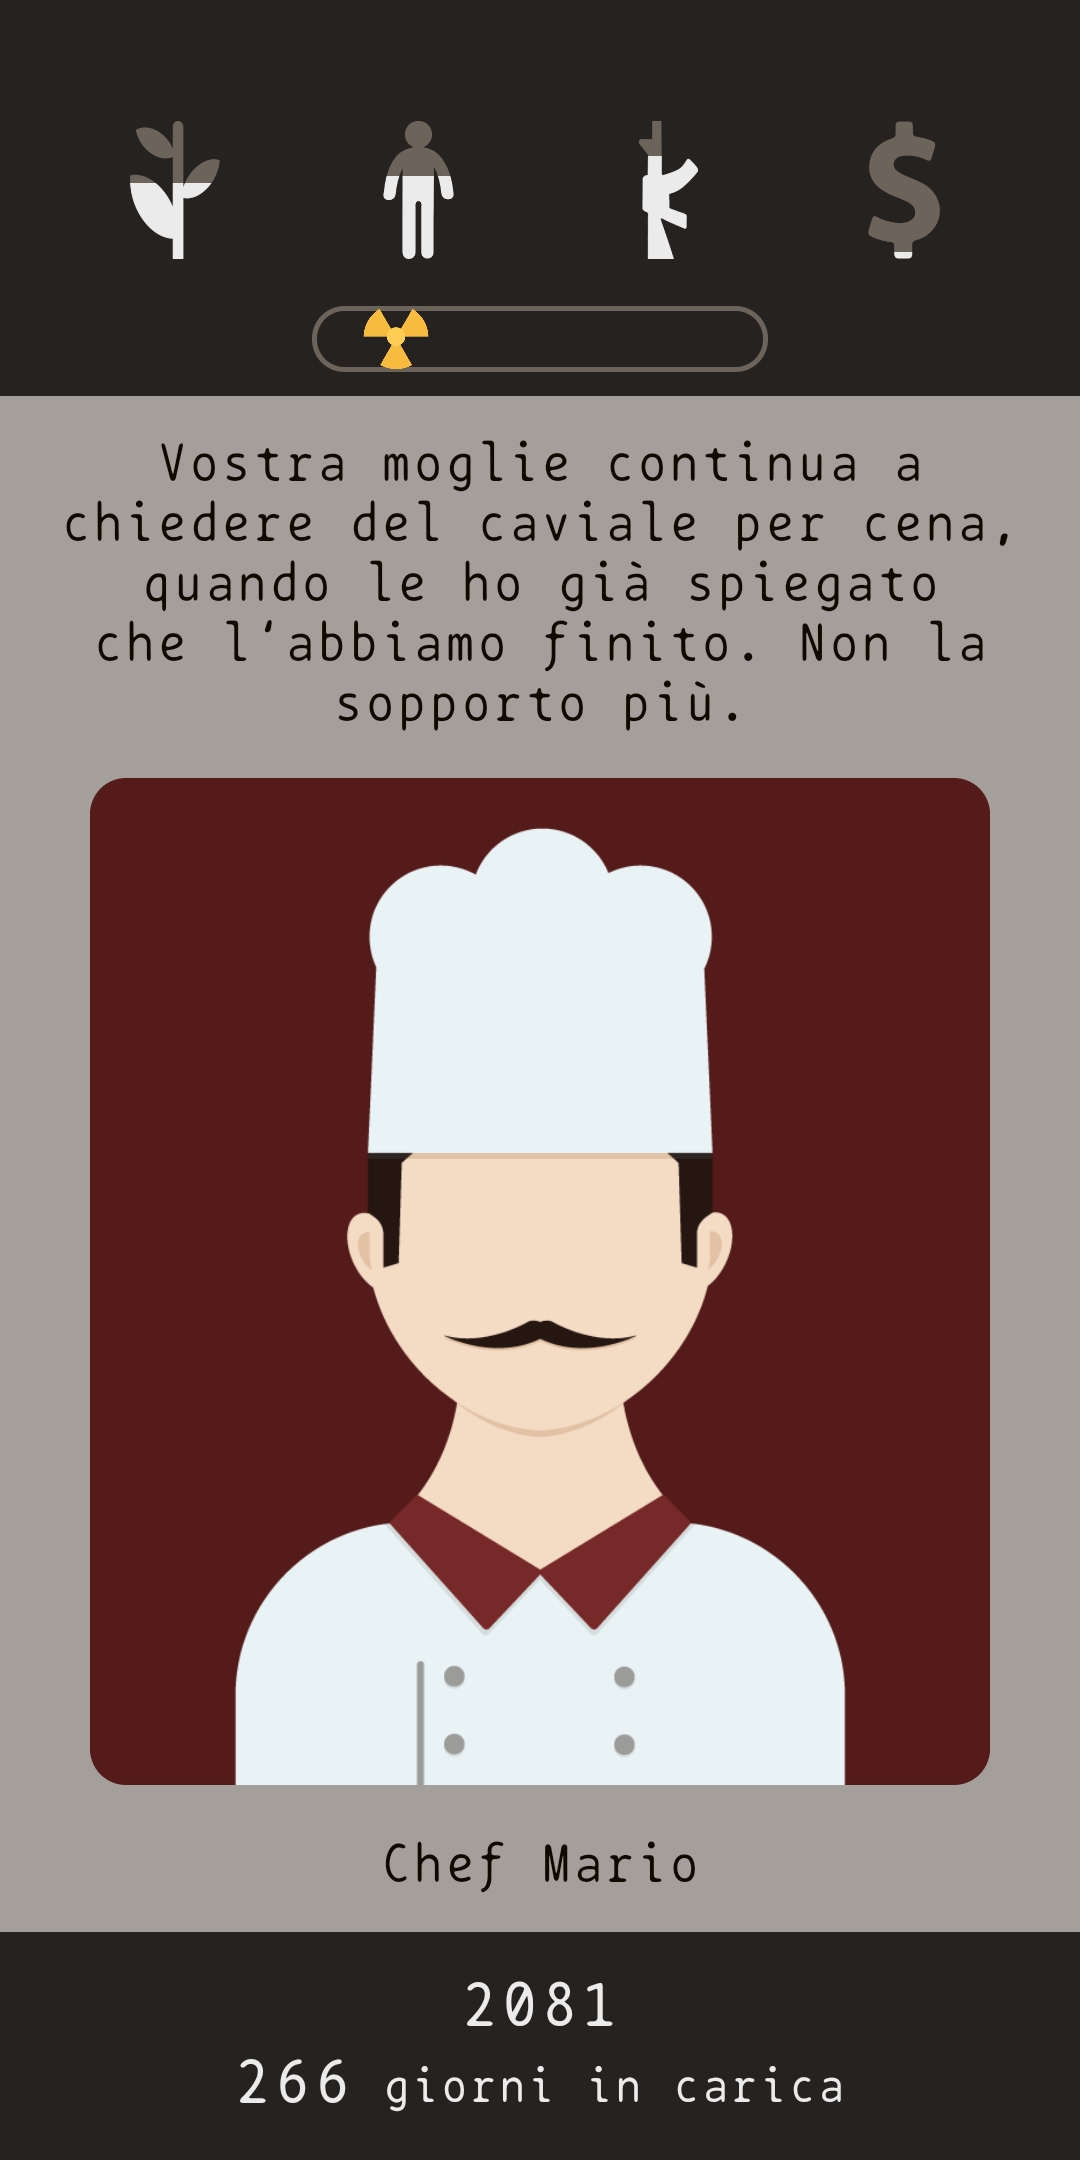 Vostra moglie continua a
chiedere del caviale per cena,
quando le ho già spiegato
che l‘abbiamo finito. Non la
sopporto più.
Chef Mario
2081
266 giorni in carica